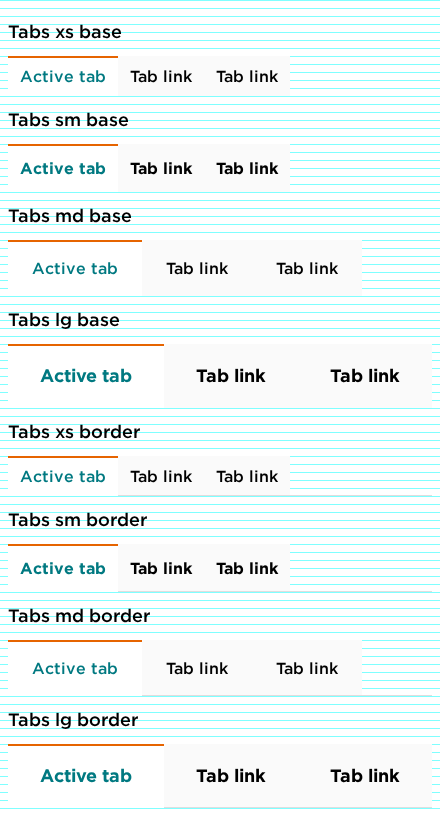 Tabs xs base
Active tab Tab link Tab link
Tabs sm base
Active tab Tab link Tab link
Tabs md base
Active tab Tab link Tab link
Tabs lg base
Active tab Tab link Tab link
Tabs xs border
Active tab Tab link Tab link
Tabs sm border
Active tab Tab link Tab link
Tabs md border
Active tab Tab link Tab link
Tabs lg border
Active tab Tab link Tab link